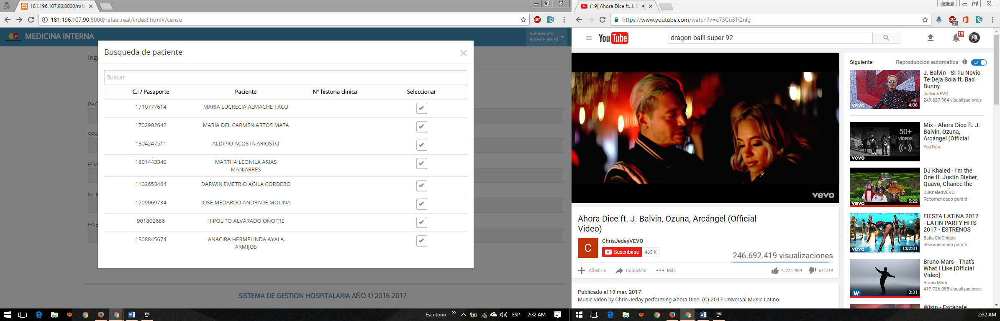 181.196.107.90:8000/rafa
181.196.107.90:8000/rafael.real/index!.html#/censo
ABP
MEDICINA INTERNA
Bienvenido
RAFAE REAL
Busqueda de paciente
Buscar
C.I / Pasaporte Paciente N° historia clinica Seleccionar
1710777614 MARIA LUCRECIA ALMACHE TACO
1702902642 MARIA DEL CARMEN ARTOS MATA
1304247511 ALDIPIO ACOSTA ARIOSTO
1801443340 MARTHA LEONILA ARIAS
MANJARRES
1102653464 DARWIN EMETRIO AGILA CORDERO
1709069734 JOSE MEDARDO ANDRADE MOLINA
901802686 HIPOLITO ALVARADO ONOFRE
1308845674 ANACIRA HERMELINDA AYALA
ARMIJOS
SISTEMA DE GESTION HOSPITALARIA AÑO © 2016-2017
Escritorio ESP 2:32 AM
(19) Ahora Dice ft. J. B
Rafael
https://www.youtube.com/watch?v=c73Cu3TQnlg
ABP
21
YouTube
dragon balll super 92
19
vevo
Ahora Dice ft. J. Balvin, Ozuna, Arcángel (Official
Video)
C
ChrisJedayVEVO
Suscribirse 465 K
246.692.419 visualizaciones
Añadir a Compartir Más 1.221.984 61.249
Publicado el 19 mar. 2017
Music video by Chris Jeday performing Ahora Dice. (C) 2017 Universal Music Latino
Siguiente Reproducción automática
J. Balvin - Si Tu Novio
Te Deja Sola ft. Bad
Bunny
jbalvinVEVO
249.627.964 visualizaciones
vevo 4:06
Mix - Ahora Dice ft. J.
Balvin, Ozuna,
Arcángel (Official
YouTube
50+
VÍDEOS
vevo
DJ Khaled - I'm the
One ft. Justin Bieber,
Quavo, Chance the
DJKhaledVEVO
Recomendado para ti
vevo 5:22
FIESTA LATINA 2017
- LATIN PARTY HITS
2017 - ESTRENOS
Baila ChiChigos
Recomendado para ti
vevo 1:02:01
Bruno Mars - That's
What I Like [Official
Video]
Bruno Mars
417.726.085 visualizaciones
3:31
Wisin - Escápate
2:32 AM